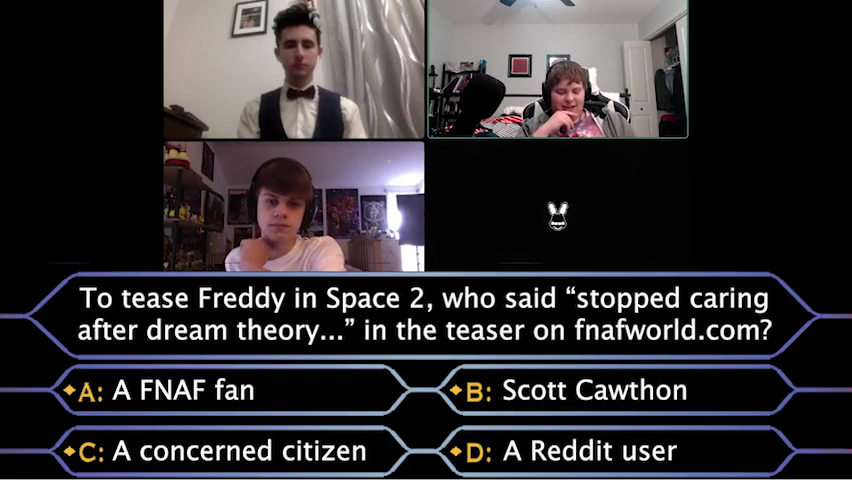 To tease Freddy in Space 2, who said “stopped caring
after dream theory...” in the teaser on fnafworld.com?
A: A FNAF fan
B: Scott Cawthon
C: A concerned citizen
D: A Reddit user